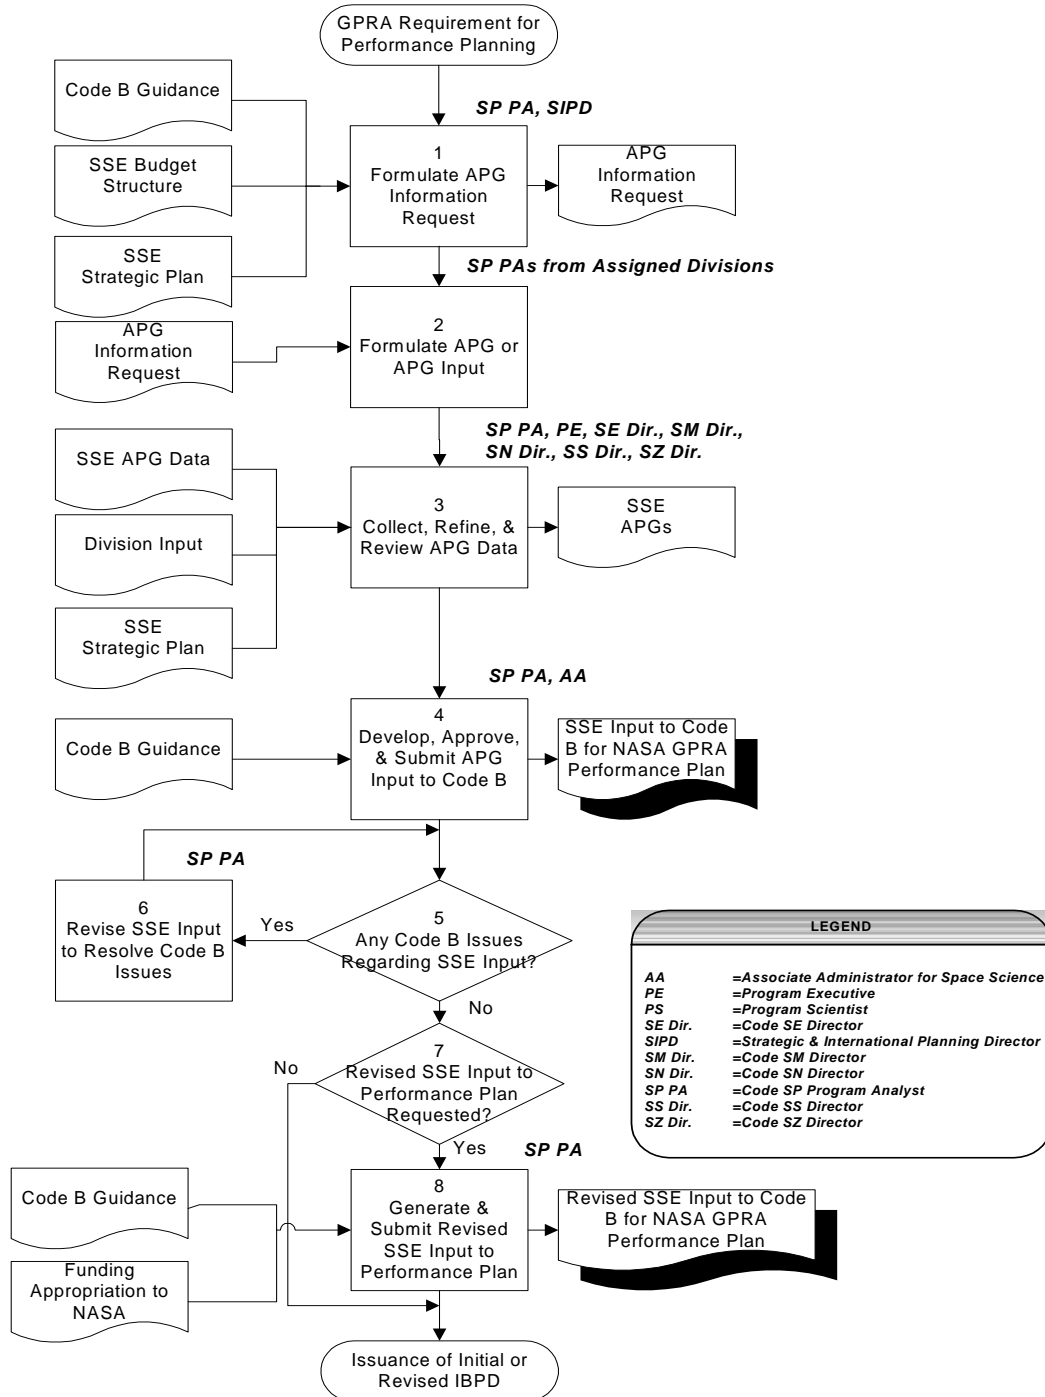 GPRA Requirement for
Performance Planning
Code B Guidance
SP PA, SIPD
SSE Budget
Structure
1
Formulate APG
Information
Request
APG
Information
Request
SSE
Strategic Plan
SP PAs from Assigned Divisions
APG
Information
Request
2
Formulate APG or
APG Input
SP PA, PE, SE Dir., SM Dir.,
SN Dir., SS Dir., SZ Dir.
SSE APG Data
3
Collect, Refine, &
Review APG Data
SSE
APGs
Division Input
SSE
Strategic Plan
SP PA, AA
Code B Guidance
4
Develop, Approve,
& Submit APG
Input to Code B
SSE Input to Code
B for NASA GPRA
Performance Plan
SP PA
6
Revise SSE Input
to Resolve Code B
Issues
Yes
5
Any Code B Issues
Regarding SSE Input?
No
LEGEND
AA =Associate Administrator for Space Science
PE =Program Executive
PS =Program Scientist
SE Dir. =Code SE Director
SIPD =Strategic & International Planning Director
SM Dir. =Code SM Director
SN Dir. =Code SN Director
SP PA =Code SP Program Analyst
SS Dir. =Code SS Director
SZ Dir. =Code SZ Director
No
7
Revised SSE Input to
Performance Plan
Requested?
Yes
SP PA
Code B Guidance
8
Generate &
Submit Revised
SSE Input to
Performance Plan
Revised SSE Input to Code
B for NASA GPRA
Performance Plan
Funding
Appropriation to
NASA
Issuance of Initial or
Revised IBPD